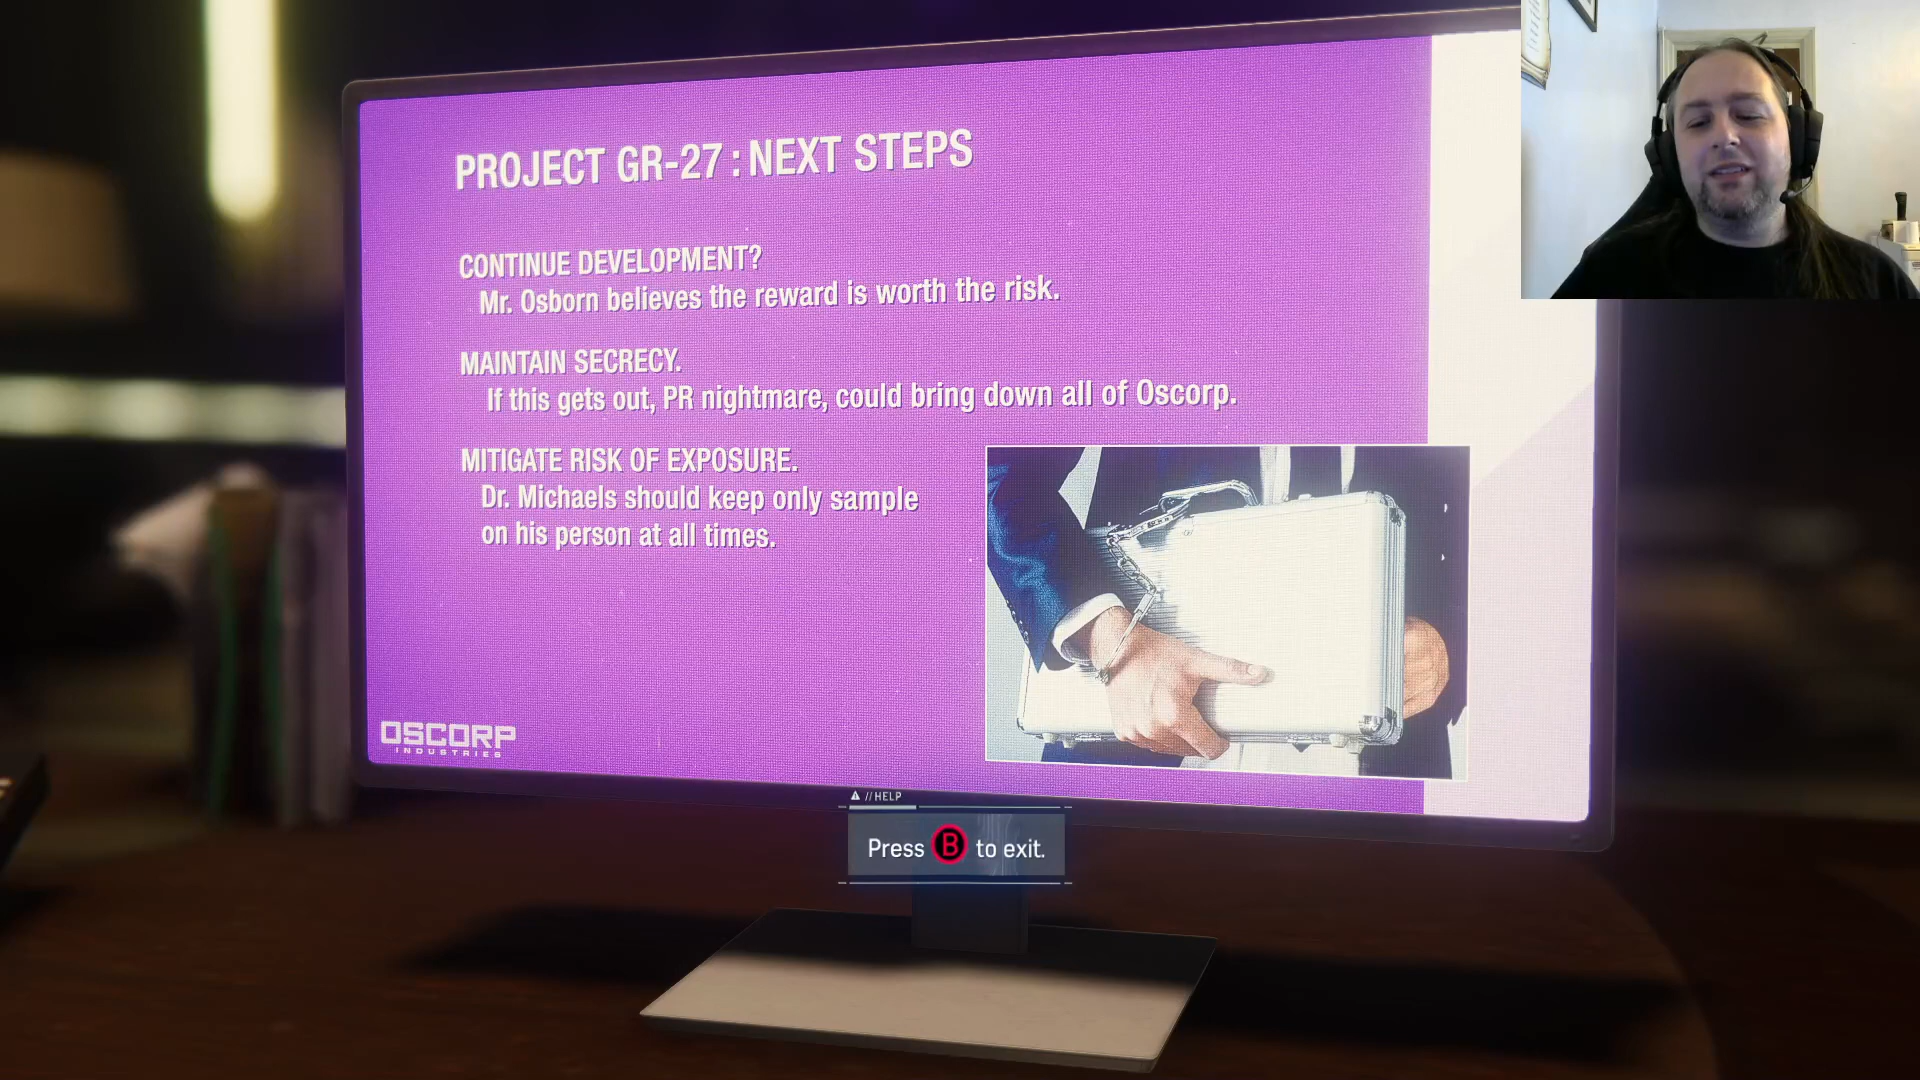 PROJECT GR-27 : NEXT STEPS
CONTINUE DEVELOPMENT?
Mr. Osborn believes the reward is worth the risk.
MAINTAIN SECRECY.
If this gets out, PR nightmare, could bring down all of Oscorp.
MITIGATE RISK OF EXPOSURE.
Dr. Michaels should keep only sample
on his person at all times.
OSCORP
INDUSTRIES
// HELP
Press B to exit.